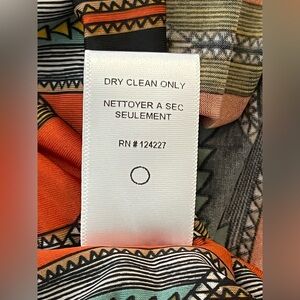 DRY CLEAN ONLY
NETTOYER A SEC
SEULEMENT
RN # 124227